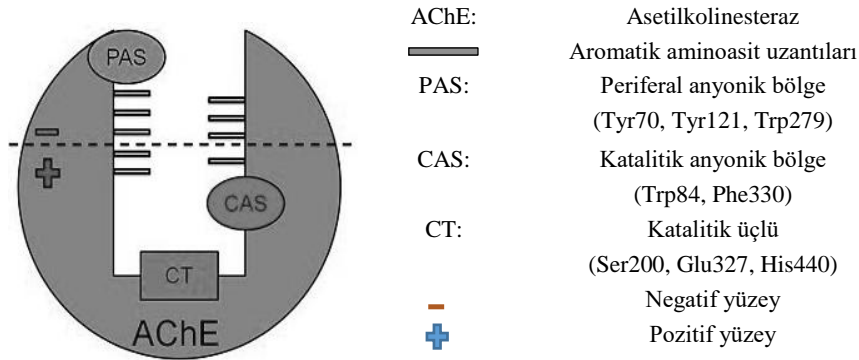 PAS
CAS
CT
AChE
AChE: Asetilkolinesteraz
Aromatik aminoasit uzantıları
PAS: Periferal anyonik bölge
(Tyr70, Tyr121, Trp279)
CAS: Katalitik anyonik bölge
(Trp84, Phe330)
CT: Katalitik üçlü
(Ser200, Glu327, His440)
Negatif yüzey
Pozitif yüzey